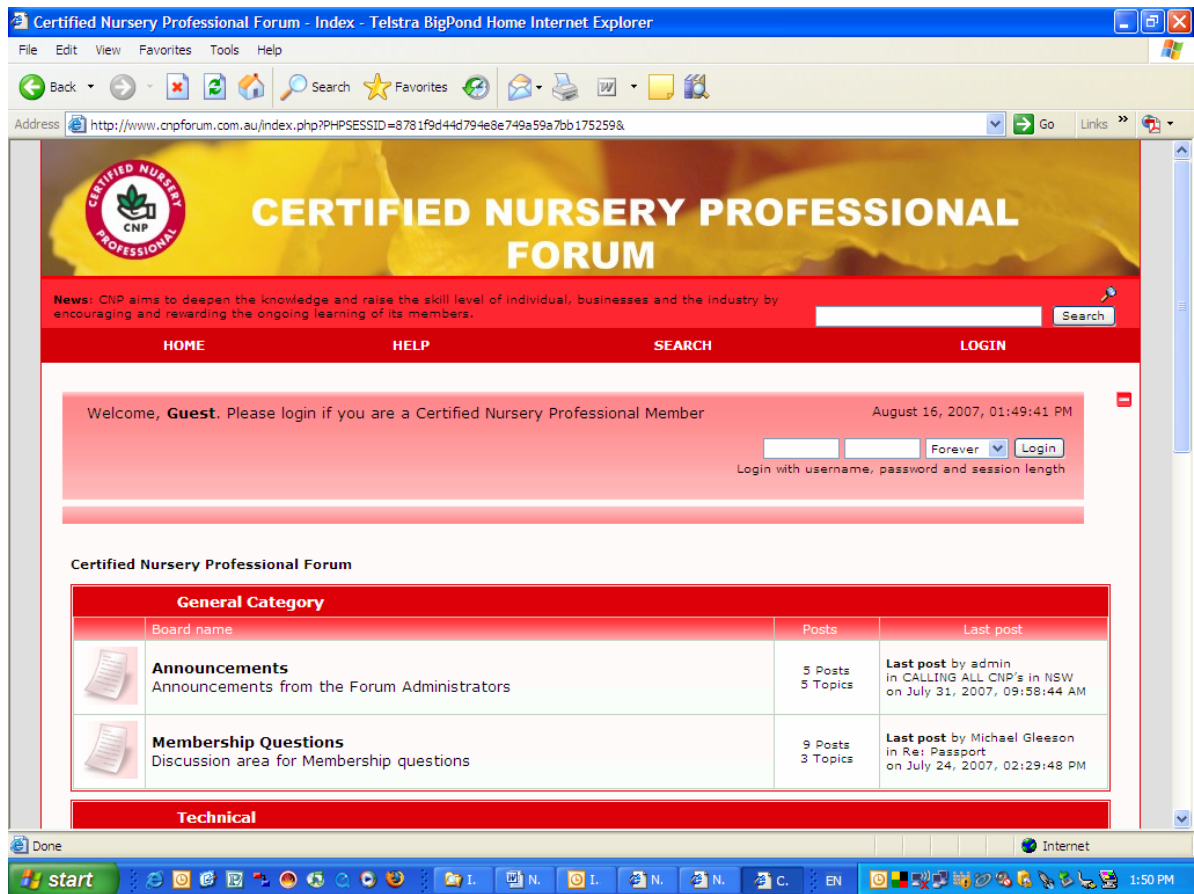 Certified Nursery Professional Forum - Index - Telstra BigPond Home Internet Explorer
File Edit View Favorites Tools Help
Back Search Favorites
Address http://www.cnpforum.com.au/index.php?PHPSESSID=8781f9d44d794e8e749a59a7bb175259& Go Links »
CERTIFIED NURSERY
CNP
PROFESSIONAL
CERTIFIED NURSERY PROFESSIONAL
FORUM
News: CNP aims to deepen the knowledge and raise the skill level of individual, businesses and the industry by
encouraging and rewarding the ongoing learning of its members.
Search
HOME HELP SEARCH LOGIN
Welcome, Guest. Please login if you are a Certified Nursery Professional Member August 16, 2007, 01:49:41 PM
Forever Login
Login with username, password and session length
Certified Nursery Professional Forum
General Category
Board name Posts Last post
Announcements
Announcements from the Forum Administrators
5 Posts
5 Topics
Last post by admin
in CALLING ALL CNP's in NSW
on July 31, 2007, 09:58:44 AM
Membership Questions
Discussion area for Membership questions
9 Posts
3 Topics
Last post by Michael Gleeson
in Re: Passport
on July 24, 2007, 02:29:48 PM
Technical
Done Internet
start I. N. I. N. N. C. EN 1:50 PM